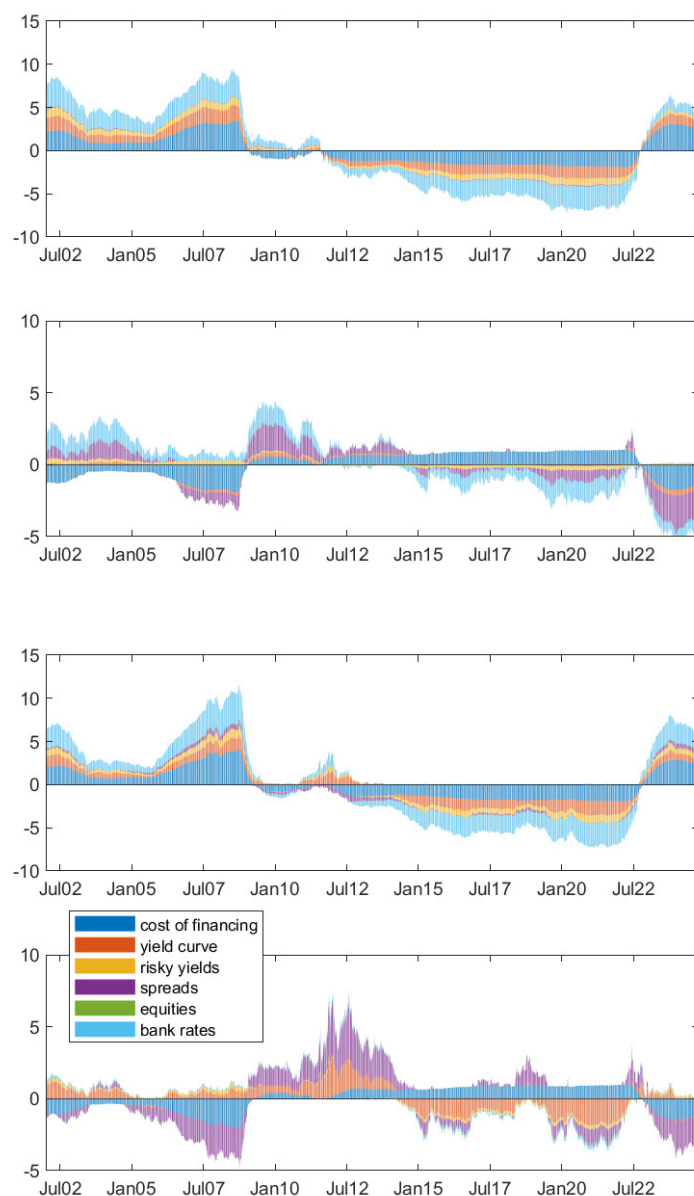 15
10
5
0
-5
-10
Jul02 Jan05 Jul07 Jan10 Jul12 Jan15 Jul17 Jan20 Jul22
10
5
0
-5
Jul02 Jan05 Jul07 Jan10 Jul12 Jan15 Jul17 Jan20 Jul22
15
10
5
0
-5
-10
Jul02 Jan05 Jul07 Jan10 Jul12 Jan15 Jul17 Jan20 Jul22
cost of financing
yield curve
risky yields
spreads
equities
bank rates
10
5
0
-5
Jul02 Jan05 Jul07 Jan10 Jul12 Jan15 Jul17 Jan20 Jul22